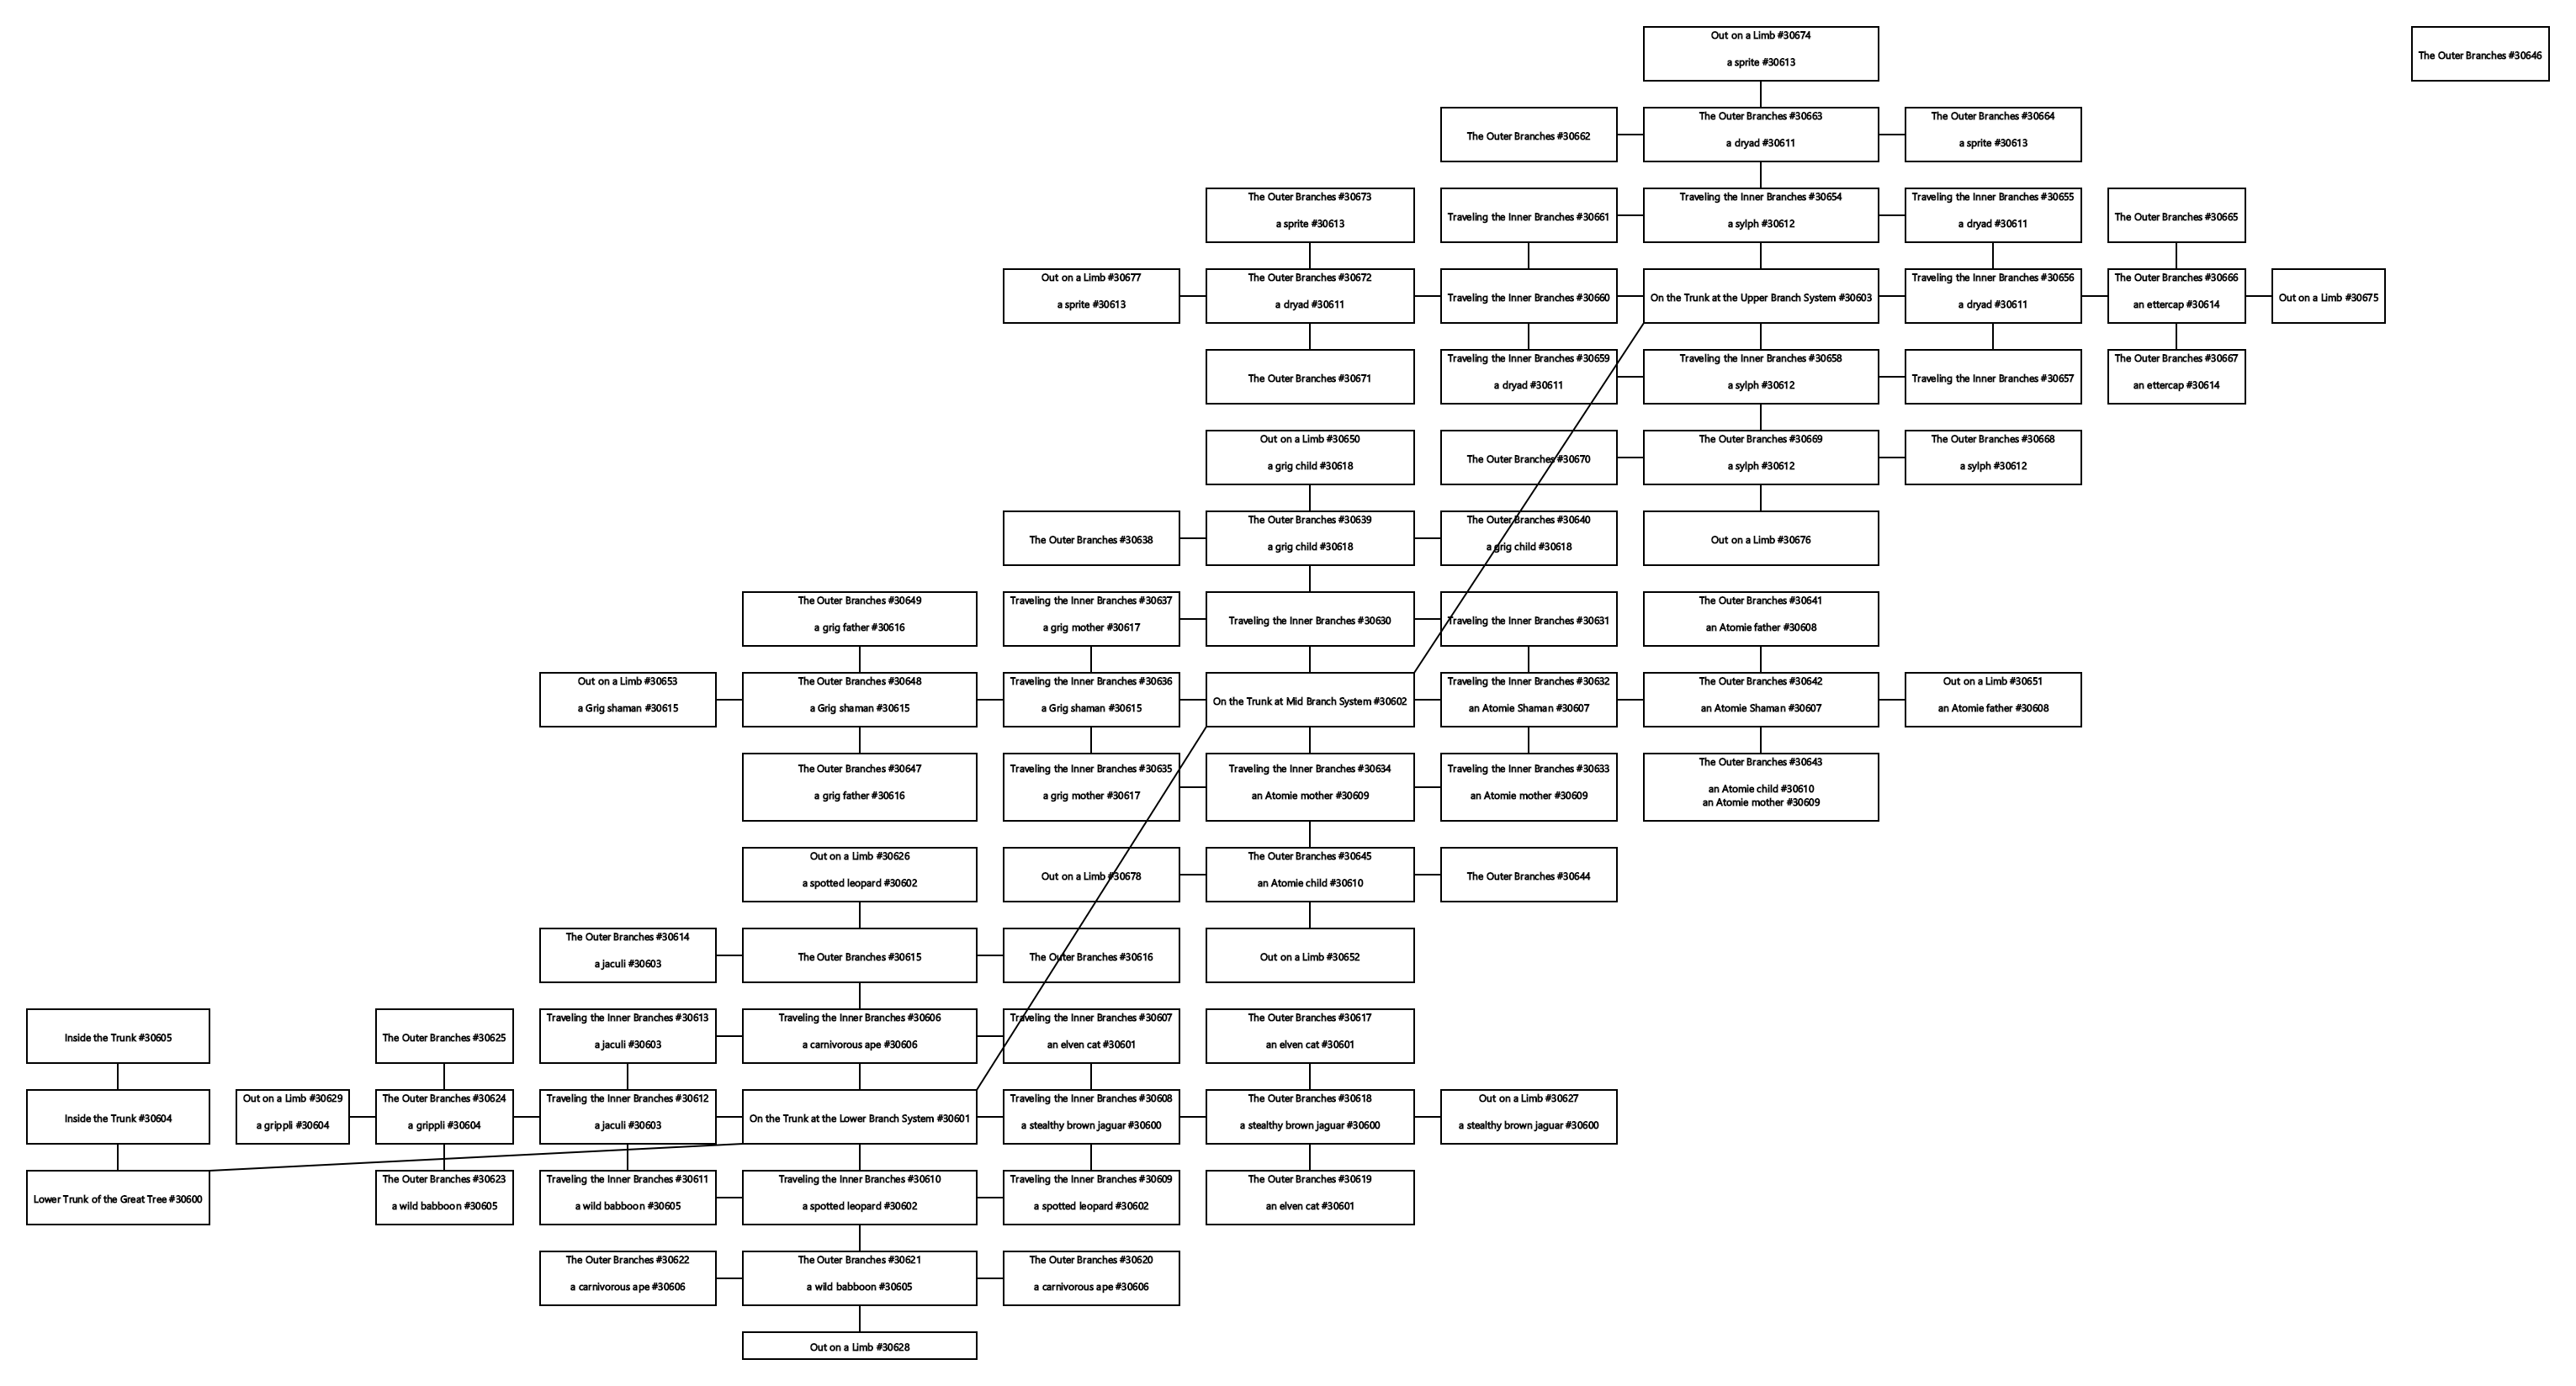 Out on a Limb #30674
a sprite #30613
The Outer Branches #30646
The Outer Branches #30662
The Outer Branches #30663
a dryad #30611
The Outer Branches #30664
a sprite #30613
The Outer Branches #30673
a sprite #30613
Traveling the Inner Branches #30661
Traveling the Inner Branches #30654
a sylph #30612
Traveling the Inner Branches #30655
a dryad #30611
The Outer Branches #30665
Out on a Limb #30677
a sprite #30613
The Outer Branches #30672
a dryad #30611
Traveling the Inner Branches #30660
On the Trunk at the Upper Branch System #30603
Traveling the Inner Branches #30656
a dryad #30611
The Outer Branches #30666
an ettercap #30614
Out on a Limb #30675
The Outer Branches #30671
Traveling the Inner Branches #30659
a dryad #30611
Traveling the Inner Branches #30658
a sylph #30612
Traveling the Inner Branches #30657
The Outer Branches #30667
an ettercap #30614
Out on a Limb #30650
a grig child #30618
The Outer Branches #30670
The Outer Branches #30669
a sylph #30612
The Outer Branches #30668
a sylph #30612
The Outer Branches #30638
The Outer Branches #30639
a grig child #30618
The Outer Branches #30640
a grig child #30618
Out on a Limb #30676
The Outer Branches #30649
a grig father #30616
Traveling the Inner Branches #30637
a grig mother #30617
Traveling the Inner Branches #30630
Traveling the Inner Branches #30631
The Outer Branches #30641
an Atomie father #30608
Out on a Limb #30653
a Grig shaman #30615
The Outer Branches #30648
a Grig shaman #30615
Traveling the Inner Branches #30636
a Grig shaman #30615
On the Trunk at Mid Branch System #30602
Traveling the Inner Branches #30632
an Atomie Shaman #30607
The Outer Branches #30642
an Atomie Shaman #30607
Out on a Limb #30651
an Atomie father #30608
The Outer Branches #30647
a grig father #30616
Traveling the Inner Branches #30635
a grig mother #30617
Traveling the Inner Branches #30634
an Atomie mother #30609
Traveling the Inner Branches #30633
an Atomie mother #30609
The Outer Branches #30643
an Atomie child #30610
an Atomie mother #30609
Out on a Limb #30626
a spotted leopard #30602
Out on a Limb #30678
The Outer Branches #30645
an Atomie child #30610
The Outer Branches #30644
The Outer Branches #30614
a jaculi #30603
The Outer Branches #30615
The Outer Branches #30616
Out on a Limb #30652
Inside the Trunk #30605
The Outer Branches #30625
Traveling the Inner Branches #30613
a jaculi #30603
Traveling the Inner Branches #30606
a carnivorous ape #30606
Traveling the Inner Branches #30607
an elven cat #30601
The Outer Branches #30617
an elven cat #30601
Inside the Trunk #30604
Out on a Limb #30629
a grippli #30604
The Outer Branches #30624
a grippli #30604
Traveling the Inner Branches #30612
a jaculi #30603
On the Trunk at the Lower Branch System #30601
Traveling the Inner Branches #30608
a stealthy brown jaguar #30600
The Outer Branches #30618
a stealthy brown jaguar #30600
Out on a Limb #30627
a stealthy brown jaguar #30600
Lower Trunk of the Great Tree #30600
The Outer Branches #30623
a wild babboon #30605
Traveling the Inner Branches #30611
a wild babboon #30605
Traveling the Inner Branches #30610
a spotted leopard #30602
Traveling the Inner Branches #30609
a spotted leopard #30602
The Outer Branches #30619
an elven cat #30601
The Outer Branches #30622
a carnivorous ape #30606
The Outer Branches #30621
a wild babboon #30605
The Outer Branches #30620
a carnivorous ape #30606
Out on a Limb #30628